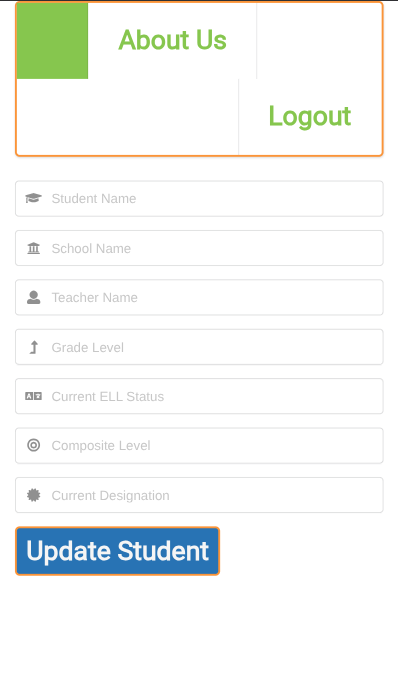 About Us
Logout
Student Name
School Name
Teacher Name
Grade Level
Current ELL Status
Composite Level
Current Designation
Update Student